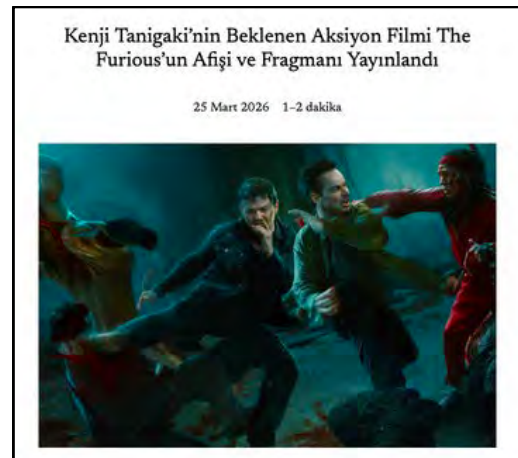 Kenji Tanigaki’nin Beklenen Aksiyon Filmi The
Furious’un Afişi ve Fragmanı Yayınlandı
25 Mart 2026 1–2 dakika